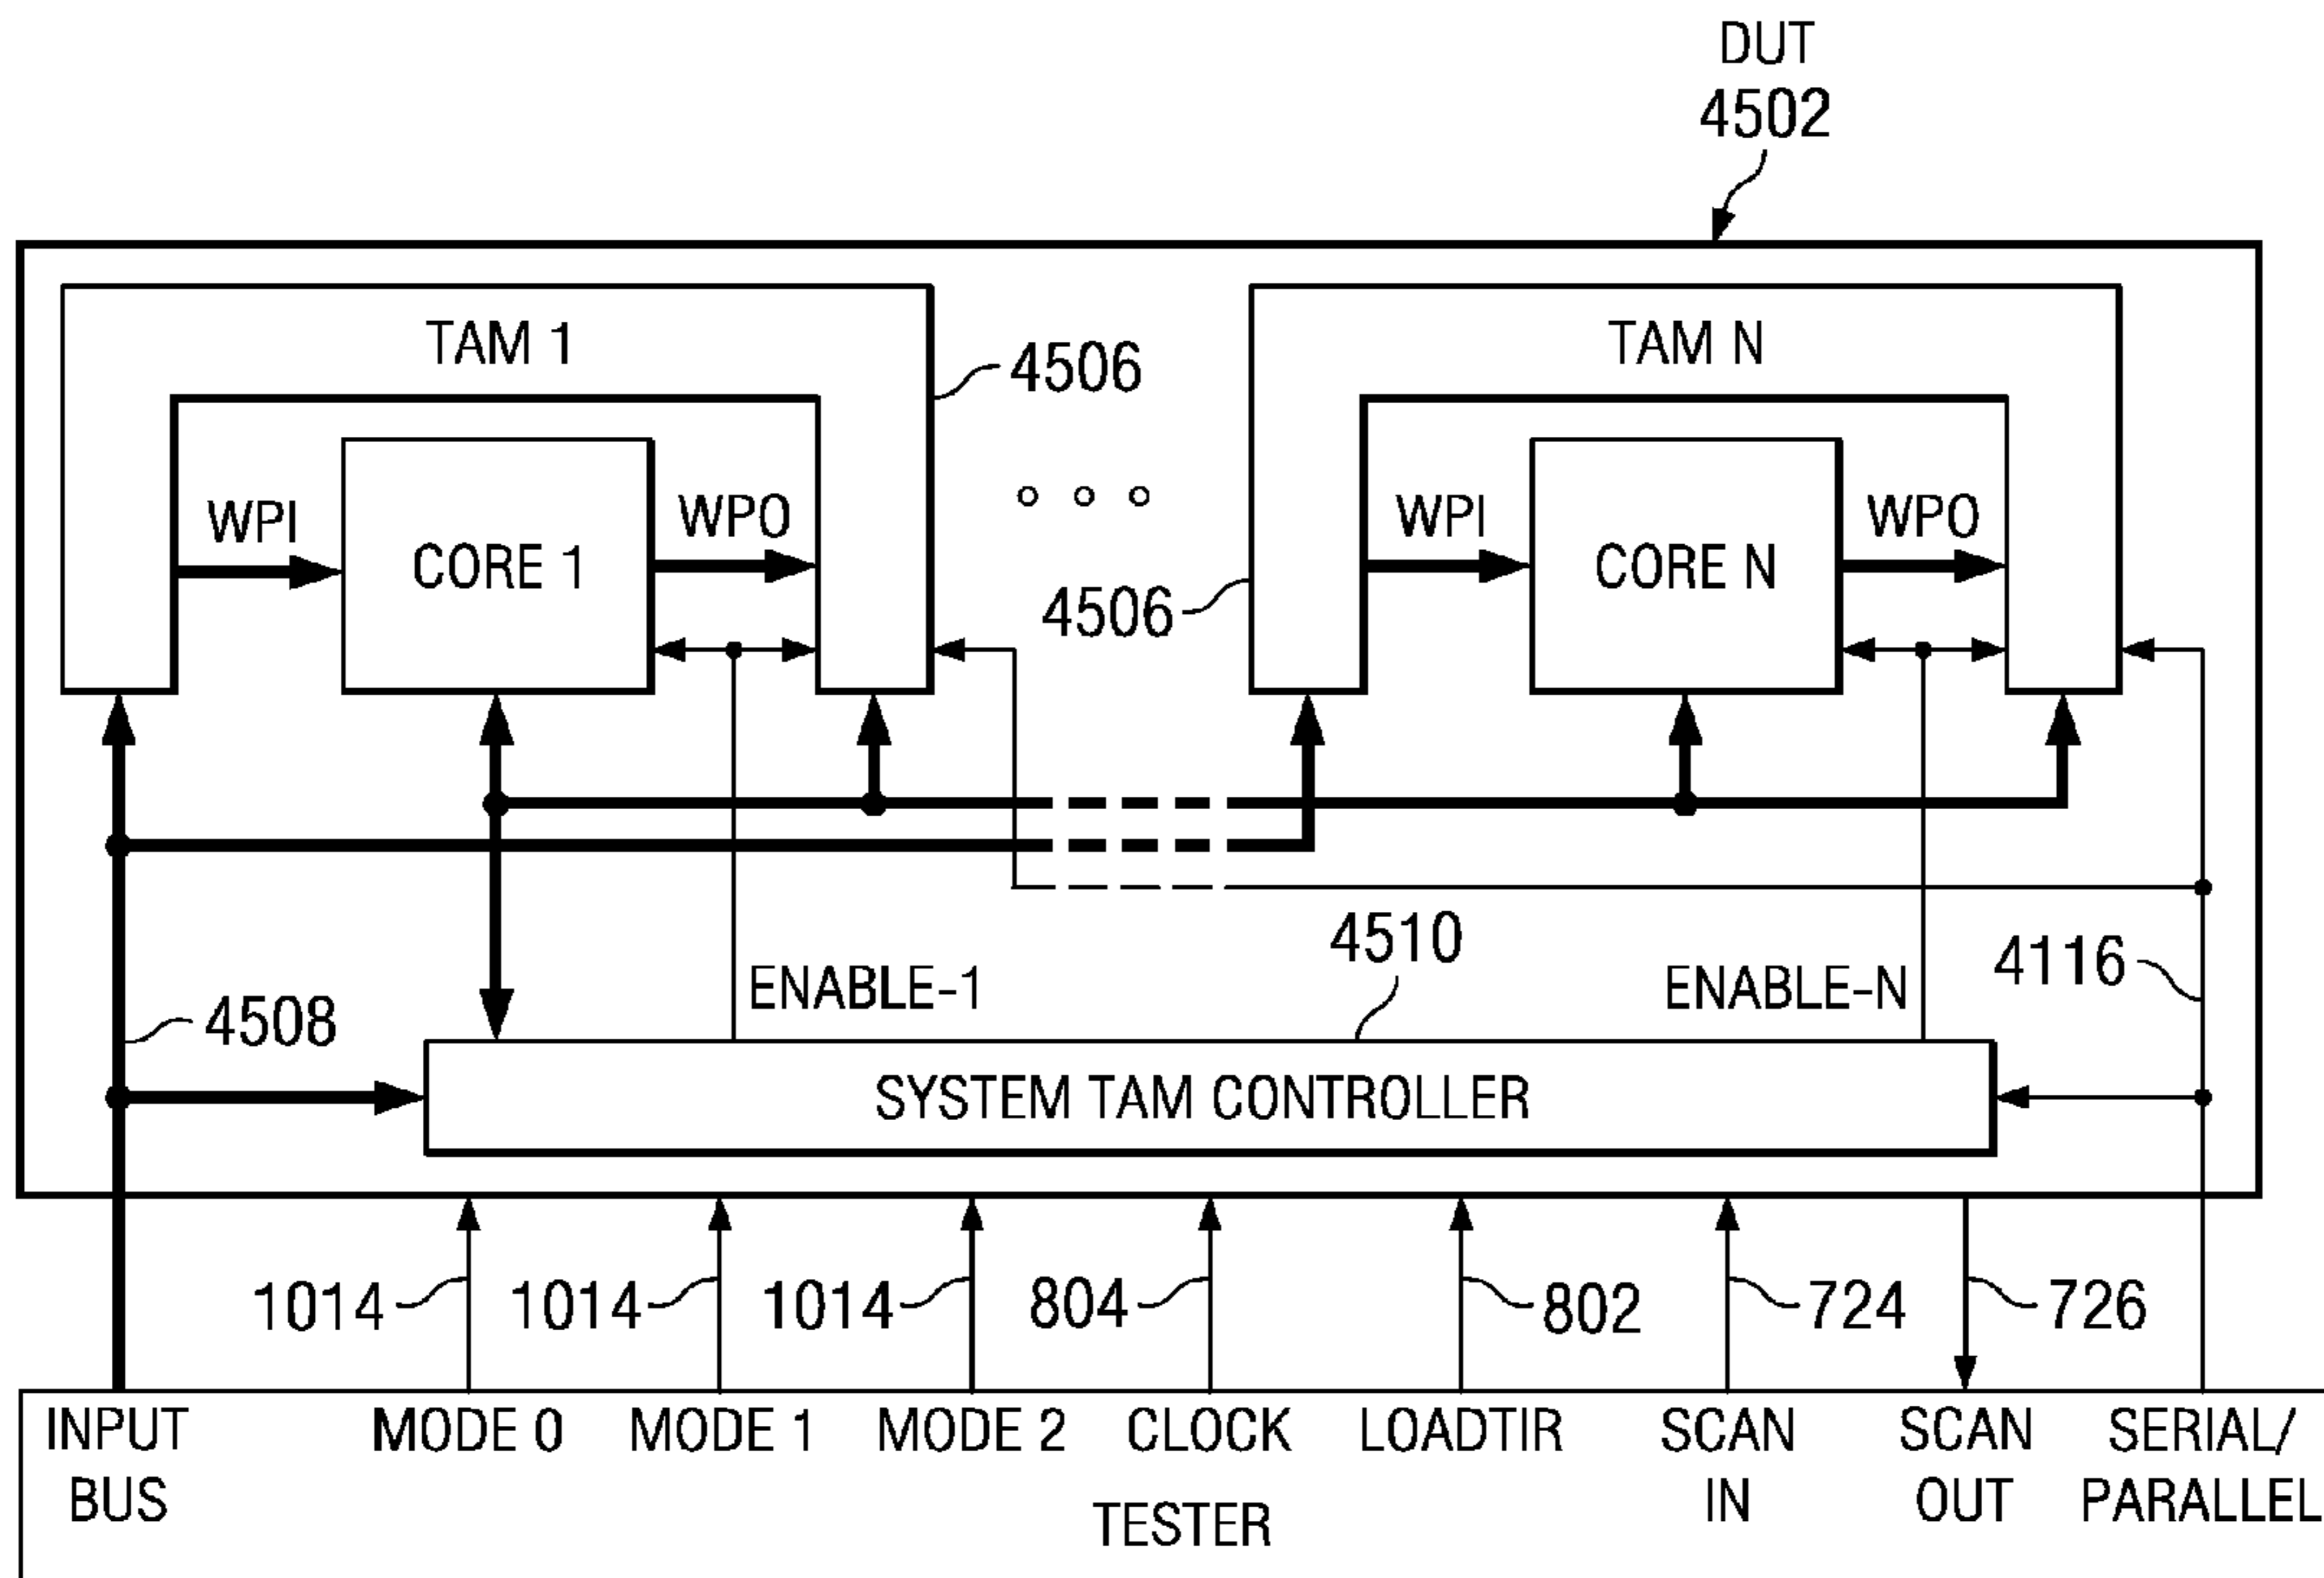 DUT
4502
TAM 1
TAM N
4506
WPI
WPO
WPI
WPO
CORE 1
CORE N
4506
4510
4116
ENABLE-1
ENABLE-N
4508
SYSTEM TAM CONTROLLER
1014
1014
1014
804
802
724
726
INPUT
BUS
MODE 0
MODE 1
MODE 2
CLOCK
LOADTIR
SCAN
IN
SCAN
OUT
SERIAL/
PARALLEL
TESTER